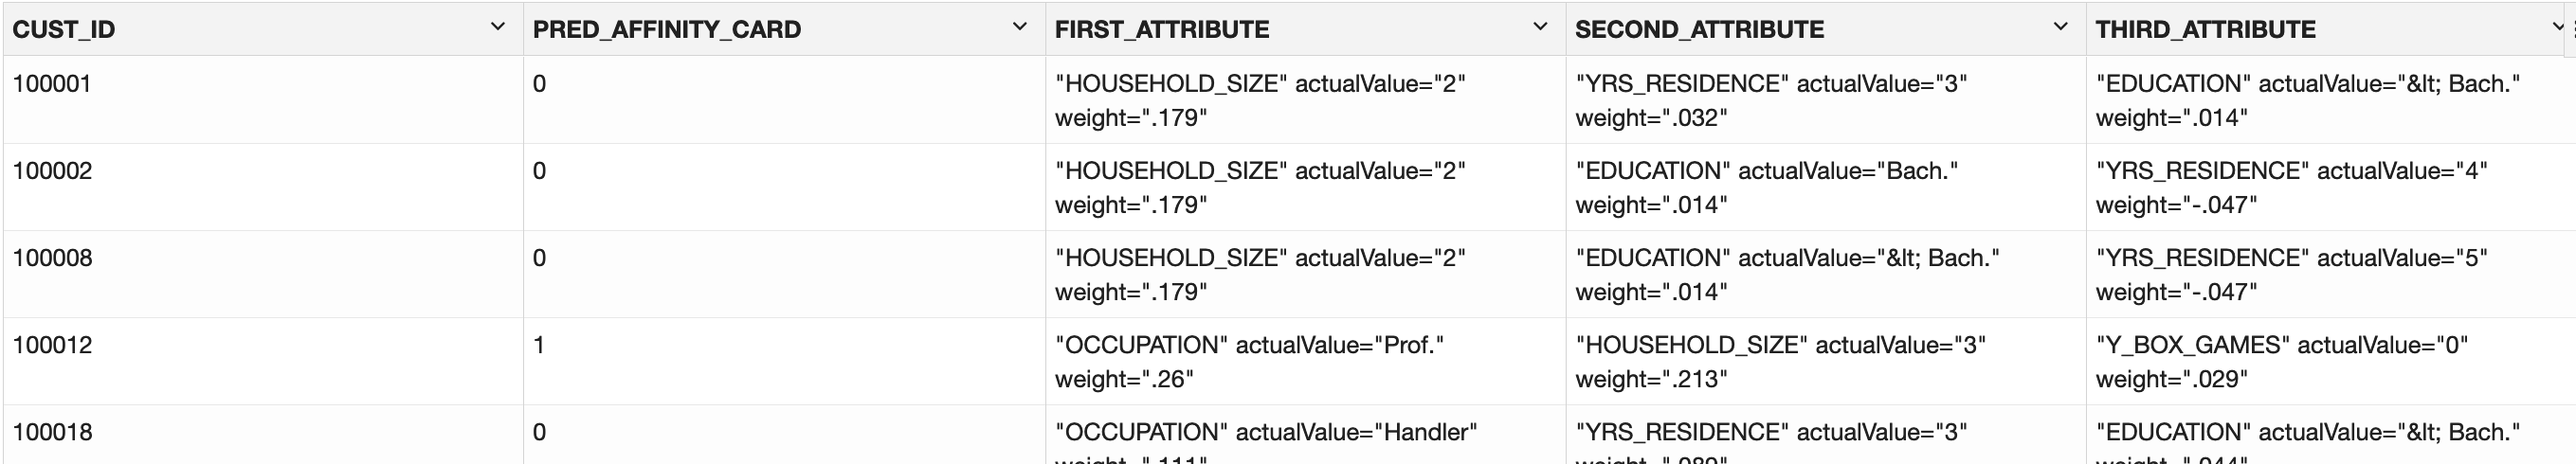 CUST_ID PRED_AFFINITY_CARD FIRST_ATTRIBUTE SECOND_ATTRIBUTE THIRD_ATTRIBUTE
100001 0 "HOUSEHOLD_SIZE" actualValue="2" "YRS_RESIDENCE" actualValue="3" "EDUCATION" actualValue="&lt; Bach."
weight=".179" weight=".032" weight=".014"
100002 0 "HOUSEHOLD_SIZE" actualValue="2" "EDUCATION" actualValue="Bach." "YRS_RESIDENCE" actualValue="4"
weight=".179" weight=".014" weight="-.047"
100008 0 "HOUSEHOLD_SIZE" actualValue="2" "EDUCATION" actualValue="&lt; Bach." "YRS_RESIDENCE" actualValue="5"
weight=".179" weight=".014" weight="-.047"
100012 1 "OCCUPATION" actualValue="Prof." "HOUSEHOLD_SIZE" actualValue="3" "Y_BOX_GAMES" actualValue="0"
weight=".26" weight=".213" weight=".029"
100018 0 "OCCUPATION" actualValue="Handler" "YRS_RESIDENCE" actualValue="3" "EDUCATION" actualValue="&lt; Bach."